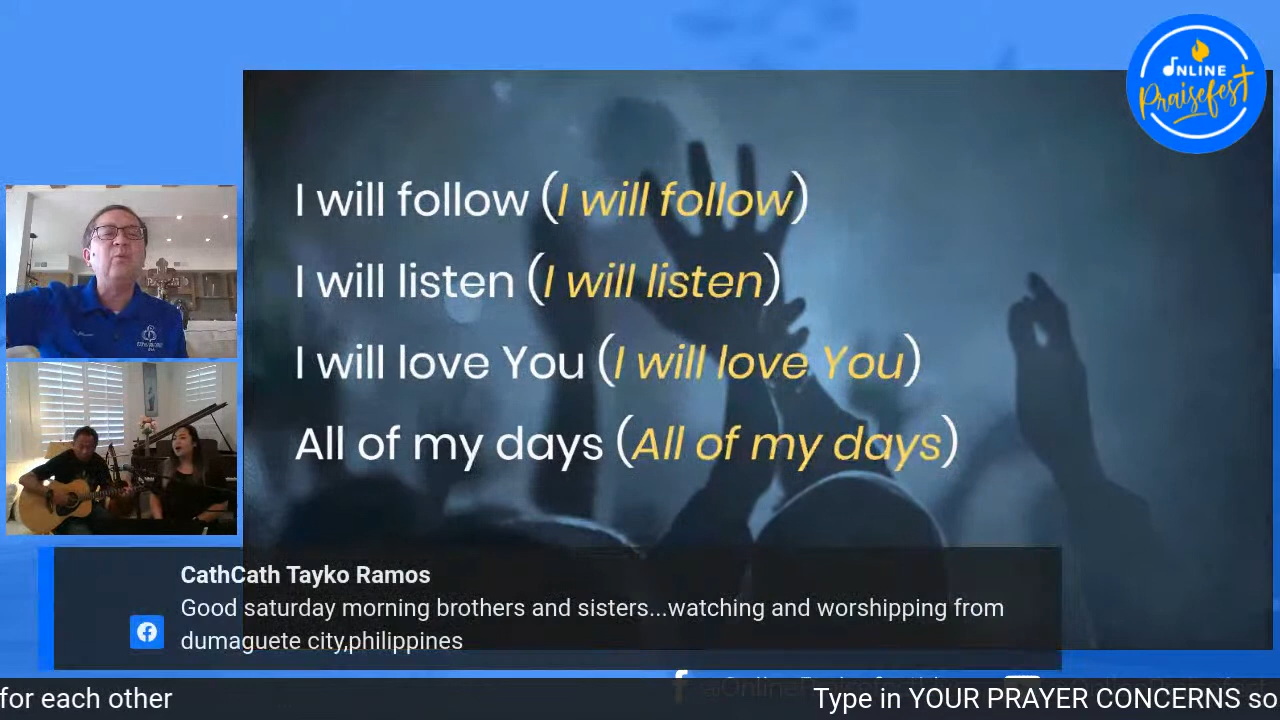 ONLINE
Praisefest
I will follow (I will follow)
I will listen (I will listen)
I will love You (I will love You)
All of my days (All of my days)
CathCath Tayko Ramos
Good saturday morning brothers and sisters...watching and worshipping from
dumaguete city,philippines
for each other
Type in YOUR PRAYER CONCERNS so